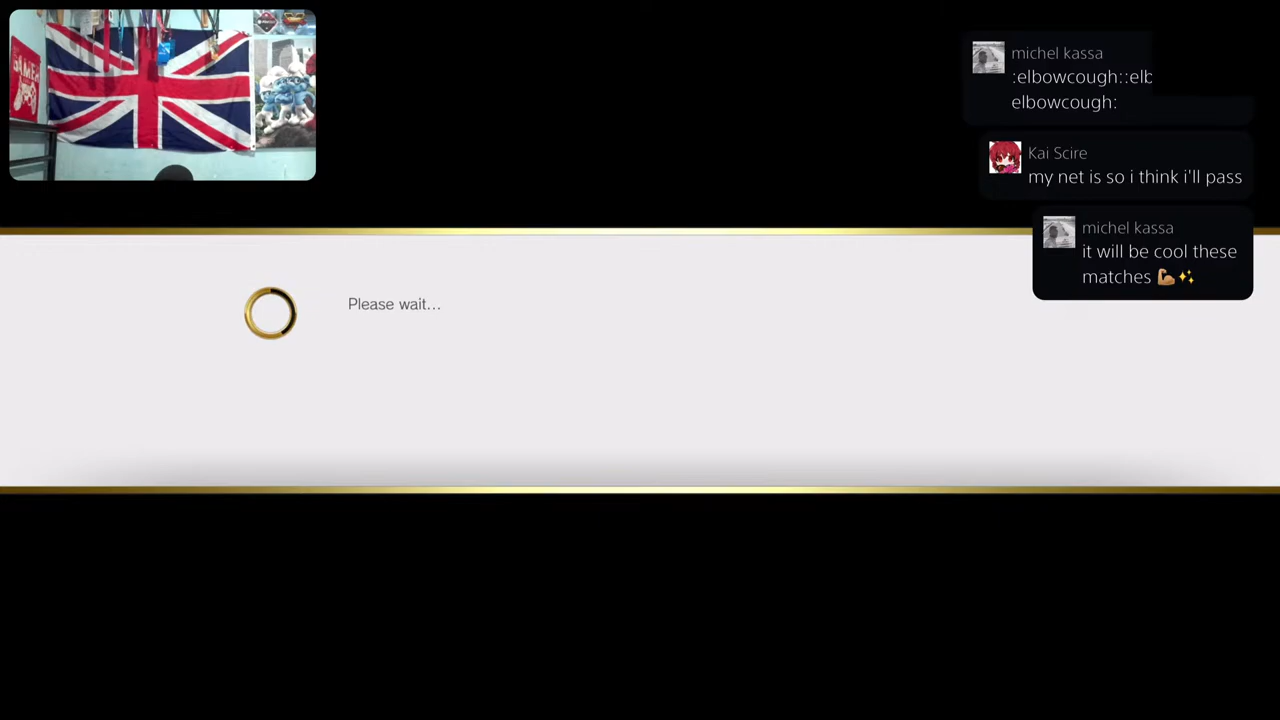 GAMER
michel kassa
:elbowcough::elb
elbowcough:
Kai Scire
my net is so i think i'll pass
michel kassa
it will be cool these
matches 💪🏽✨
Please wait...